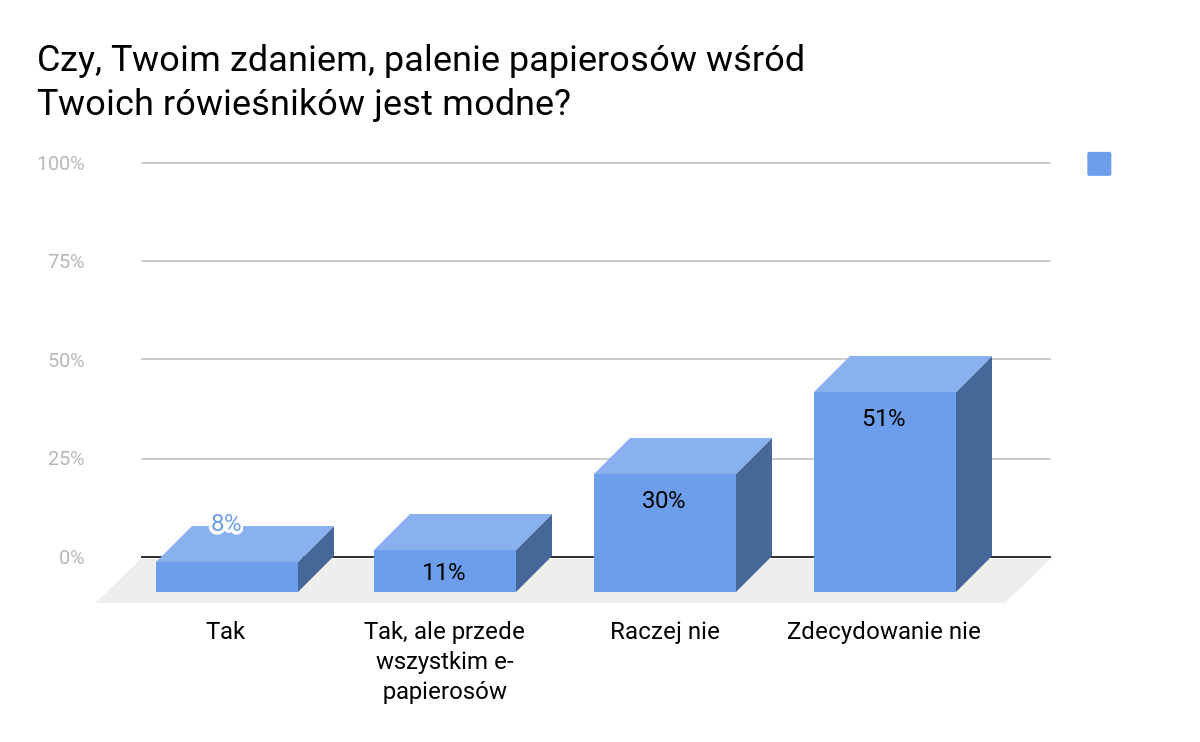 Czy, Twoim zdaniem, palenie papierosów wśród
Twoich rówieśników jest modne?
100%
75%
50%
25%
0%
8%
11%
30%
51%
Tak
Tak, ale przede
wszystkim e-
papierosów
Raczej nie
Zdecydowanie nie